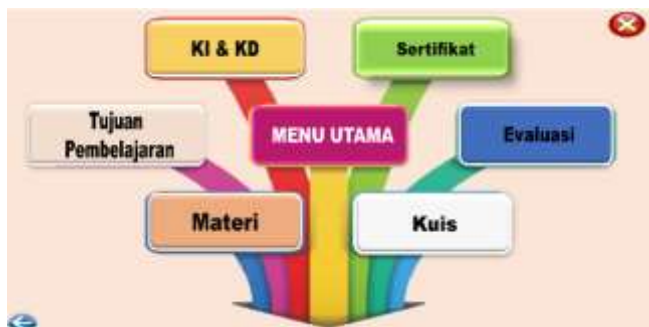 KI & KD
Sertifikat
Tujuan
Pembelajaran
MENU UTAMA
Evaluasi
Materi
Kuis